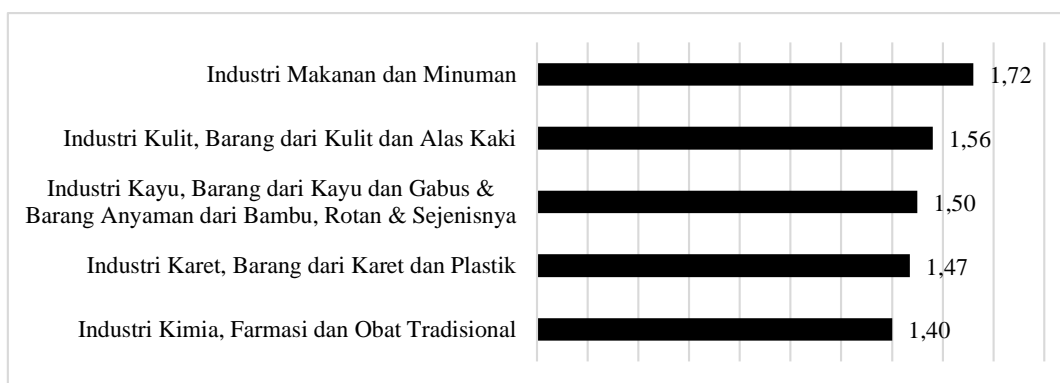 Industri Makanan dan Minuman
1,72
Industri Kulit, Barang dari Kulit dan Alas Kaki
1,56
Industri Kayu, Barang dari Kayu dan Gabus &
Barang Anyaman dari Bambu, Rotan & Sejenisnya
1,50
Industri Karet, Barang dari Karet dan Plastik
1,47
Industri Kimia, Farmasi dan Obat Tradisional
1,40